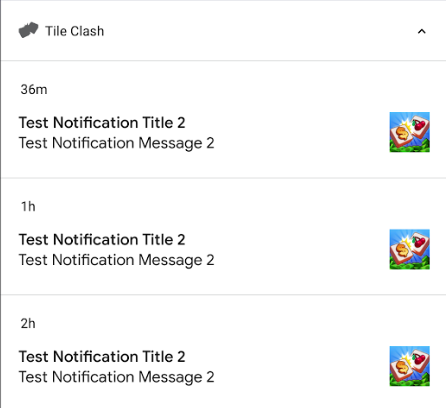 Tile Clash
36m
Test Notification Title 2
Test Notification Message 2
1h
Test Notification Title 2
Test Notification Message 2
2h
Test Notification Title 2
Test Notification Message 2